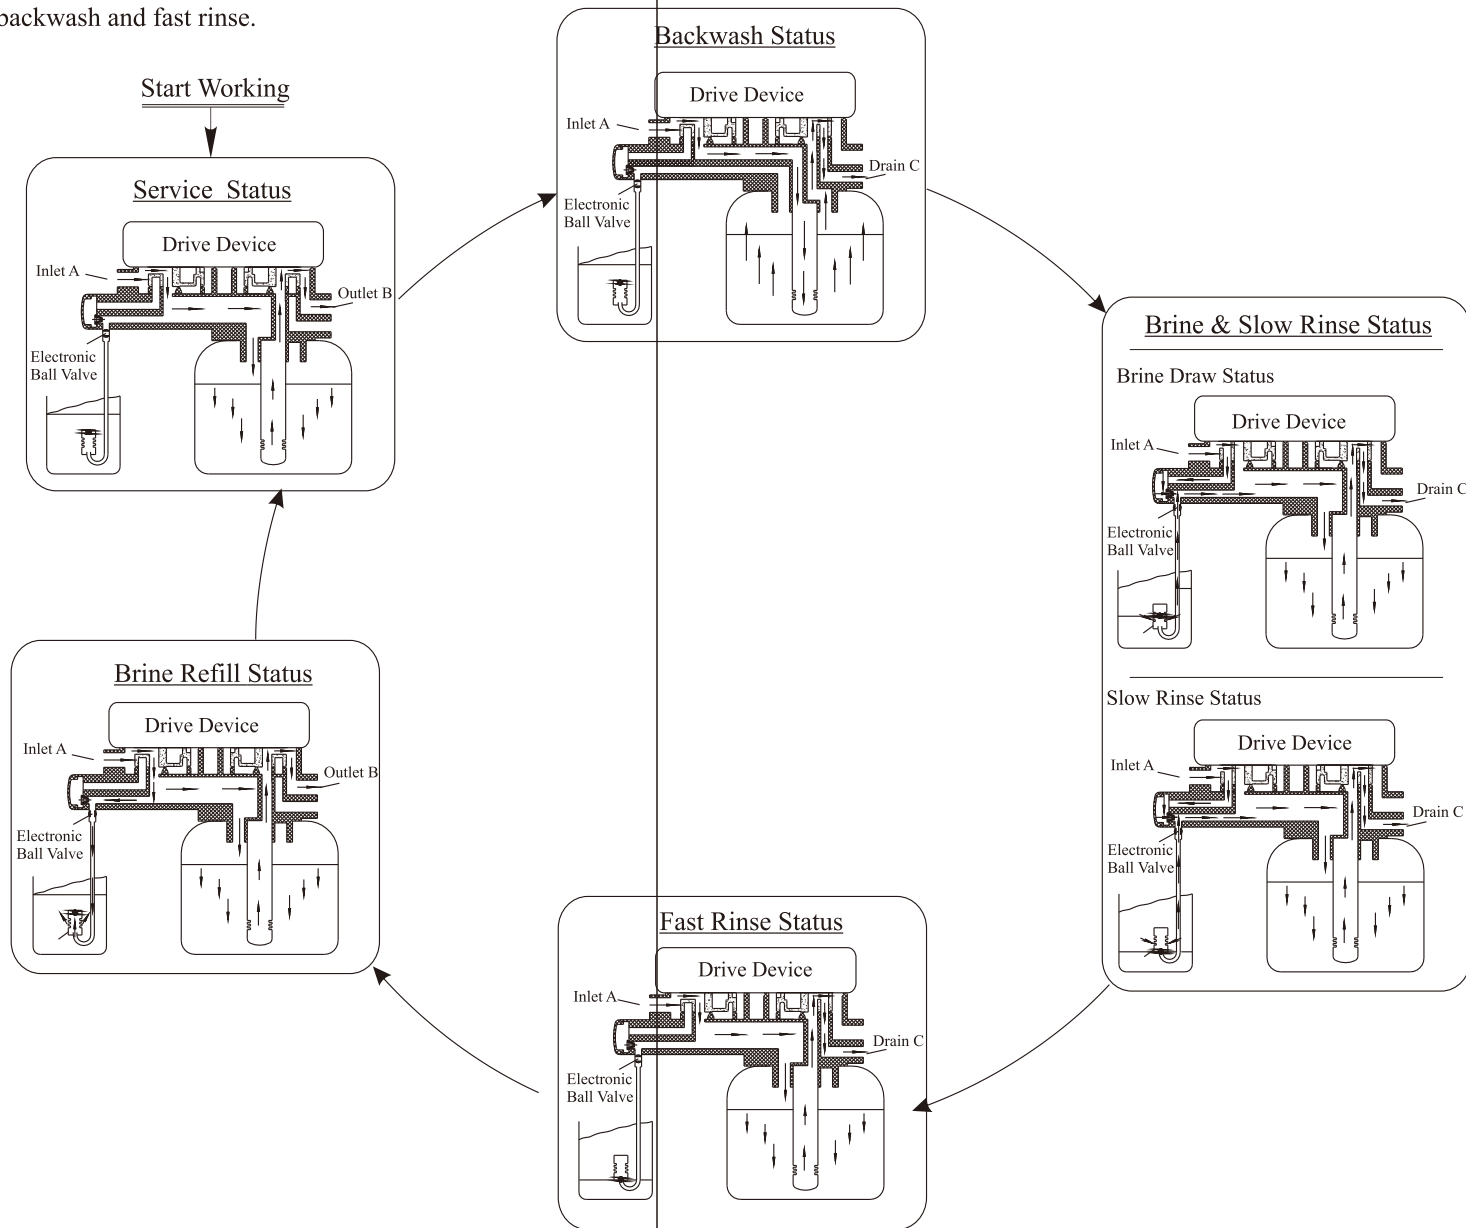 backwash and fast rinse.
Start Working
Service Status
Drive Device
Inlet A
Outlet B
Electronic
Ball Valve
Backwash Status
Drive Device
Inlet A
Drain C
Electronic
Ball Valve
Brine & Slow Rinse Status
Brine Draw Status
Drive Device
Inlet A
Drain C
Electronic
Ball Valve
Slow Rinse Status
Drive Device
Inlet A
Drain C
Electronic
Ball Valve
Fast Rinse Status
Drive Device
Inlet A
Drain C
Electronic
Ball Valve
Brine Refill Status
Drive Device
Inlet A
Outlet B
Electronic
Ball Valve